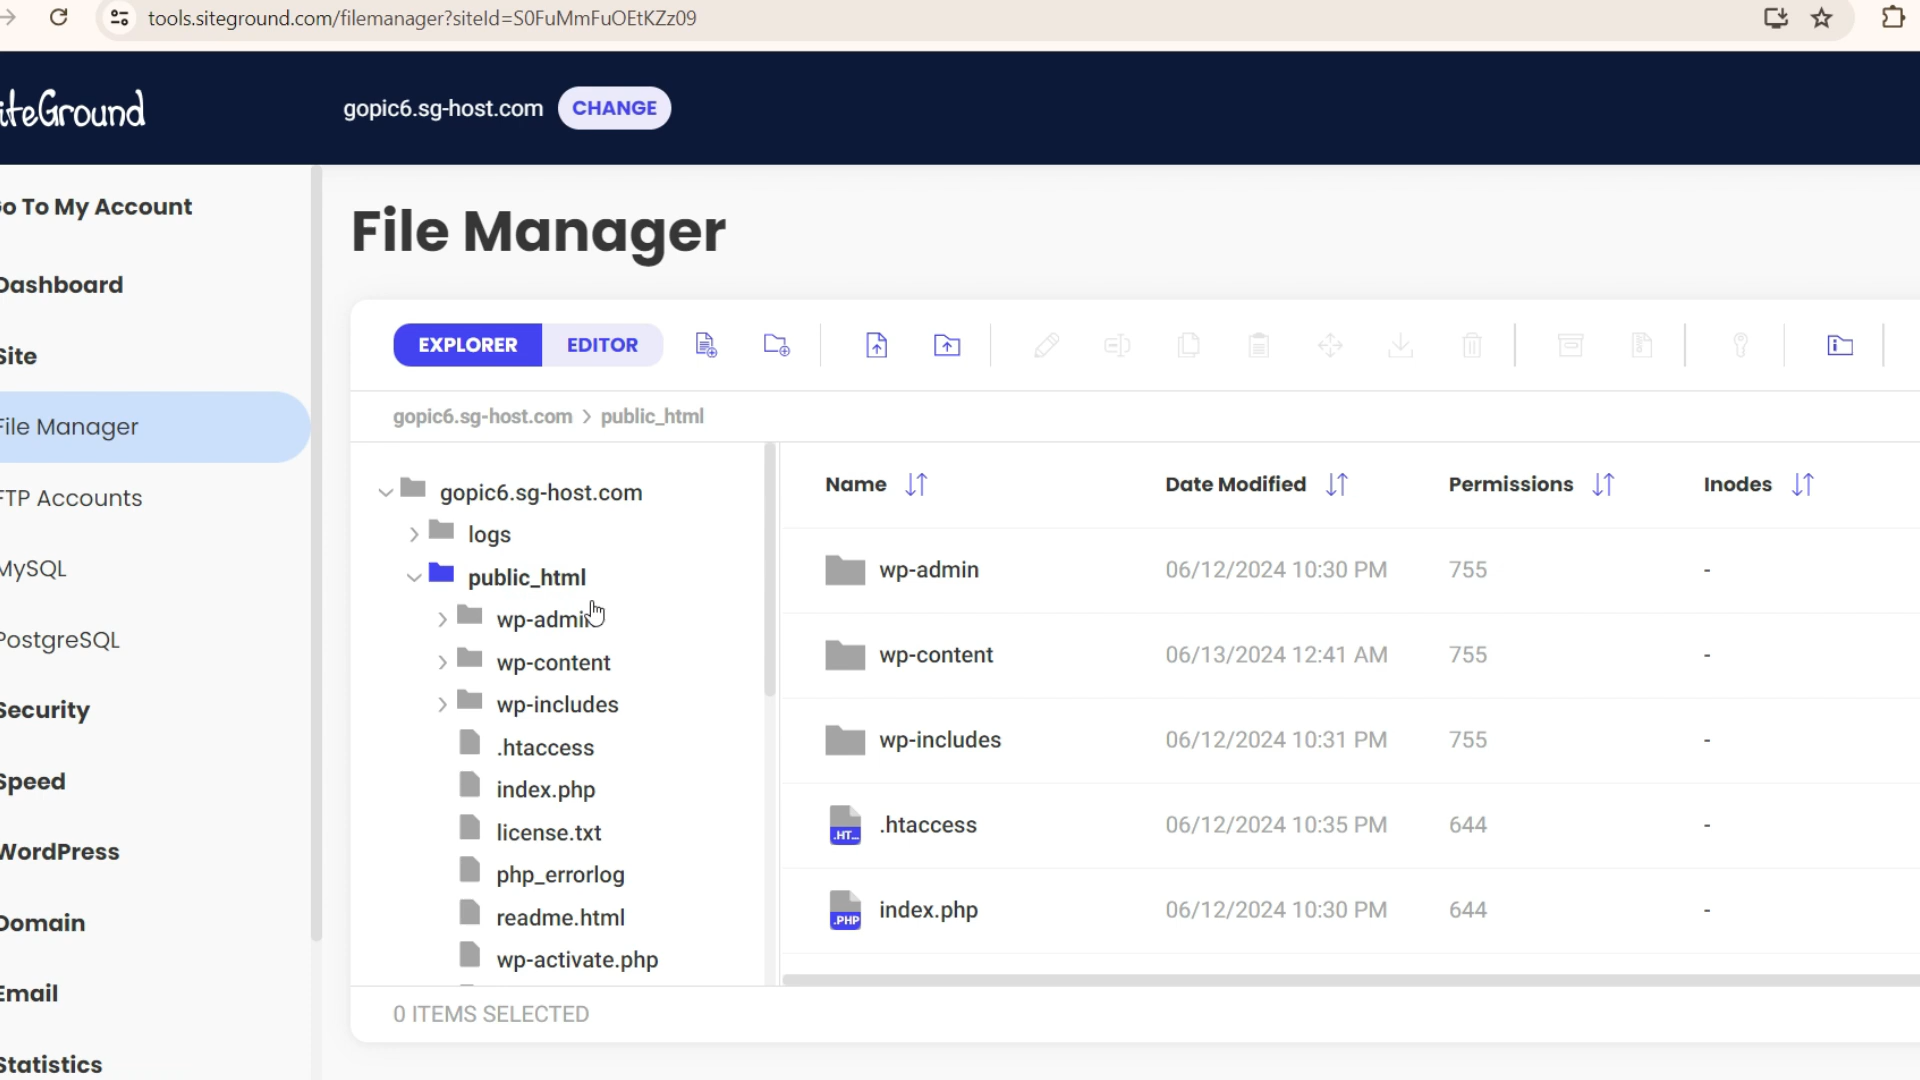 tools.siteground.com/filemanager?siteId=S0FuMmFuOEtKZz09
iteGround
gopic6.sg-host.com CHANGE
o To My Account
Dashboard
Site
File Manager
FTP Accounts
MySQL
PostgreSQL
Security
Speed
WordPress
Domain
Email
Statistics
File Manager
EXPLORER EDITOR
gopic6.sg-host.com > public_html
gopic6.sg-host.com
logs
public_html
wp-admin
wp-content
wp-includes
.htaccess
index.php
license.txt
php_errorlog
readme.html
wp-activate.php
Name Date Modified Permissions Inodes
wp-admin 06/12/2024 10:30 PM 755 -
wp-content 06/13/2024 12:41 AM 755 -
wp-includes 06/12/2024 10:31 PM 755 -
.HT... .htaccess 06/12/2024 10:35 PM 644 -
.PHP index.php 06/12/2024 10:30 PM 644 -
0 ITEMS SELECTED